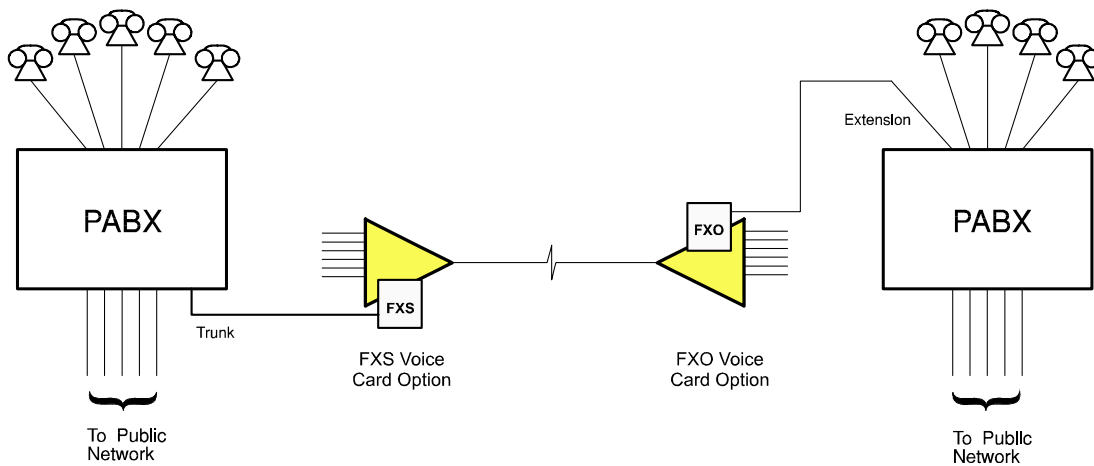 Extension
PABX
FXS
Trunk
FXS Voice
Card Option
To Public
Network
FXO
FXO Voice
Card Option
PABX
To Public
Network